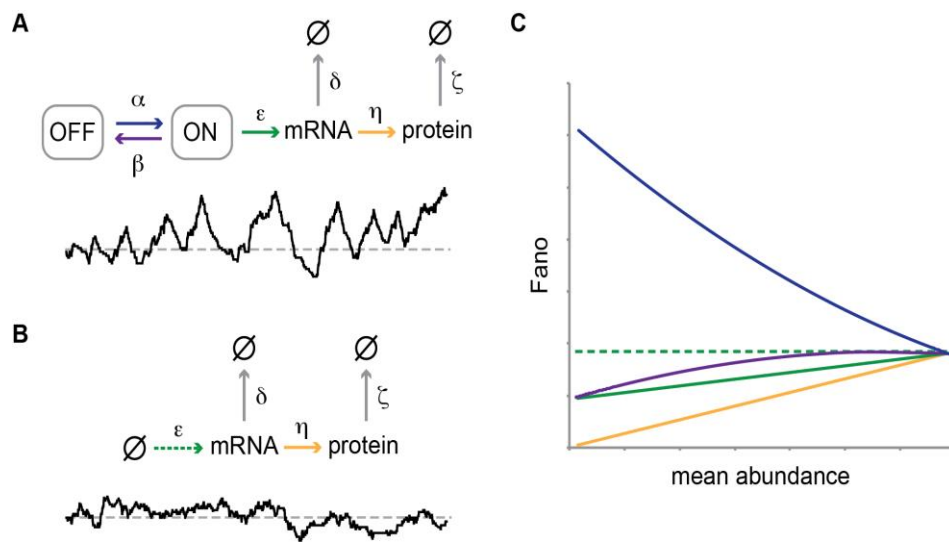 A
∅ ∅
δ ζ
α ε η
OFF ON mRNA protein
β
B
∅ ∅
δ ζ
ε η
∅ mRNA protein
C
Fano
mean abundance